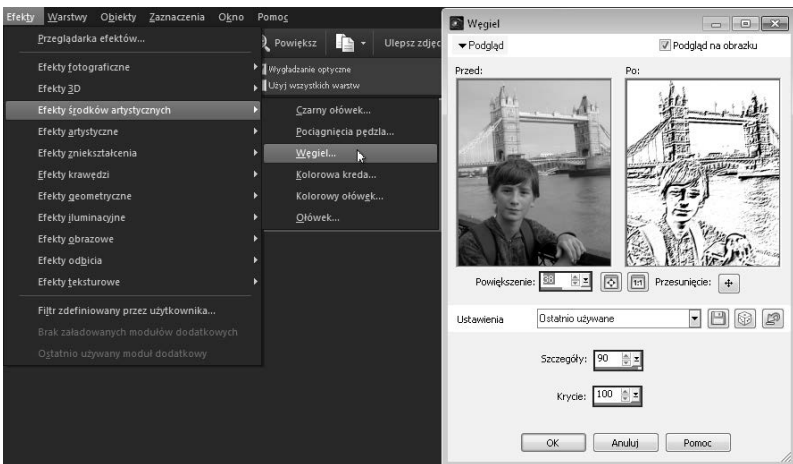 Efekty Warstwy Obiekty Zaznaczenia Okno Pomoc
Przeglądarka efektów...
Efekty fotograficzne
Efekty 3D
Efekty środków artystycznych
Efekty artystyczne
Efekty zniekształcenia
Efekty krawędzi
Efekty geometryczne
Efekty iluminacyjne
Efekty obrazowe
Efekty odbicia
Efekty teksturowe
Filtr zdefiniowany przez użytkownika...
Brak załadowanych modułów dodatkowych
Ostatnio używany moduł dodatkowy
Powiększ Ulepsz zdjęc
Wygładzanie optyczne
Użyj wszystkich warstw
Czarny ołówek...
Pociągnięcia pędzla...
Węgiel...
Kolorowa kreda...
Kolorowy ołówek...
Ołówek...
Węgiel
Podgląd Podgląd na obrazku
Przed: Po:
Powiększenie: 38 1:1 Przesunięcie:
Ustawienia Ostatnio używane
Szczegóły: 90
Krycie: 100
OK Anuluj Pomoc